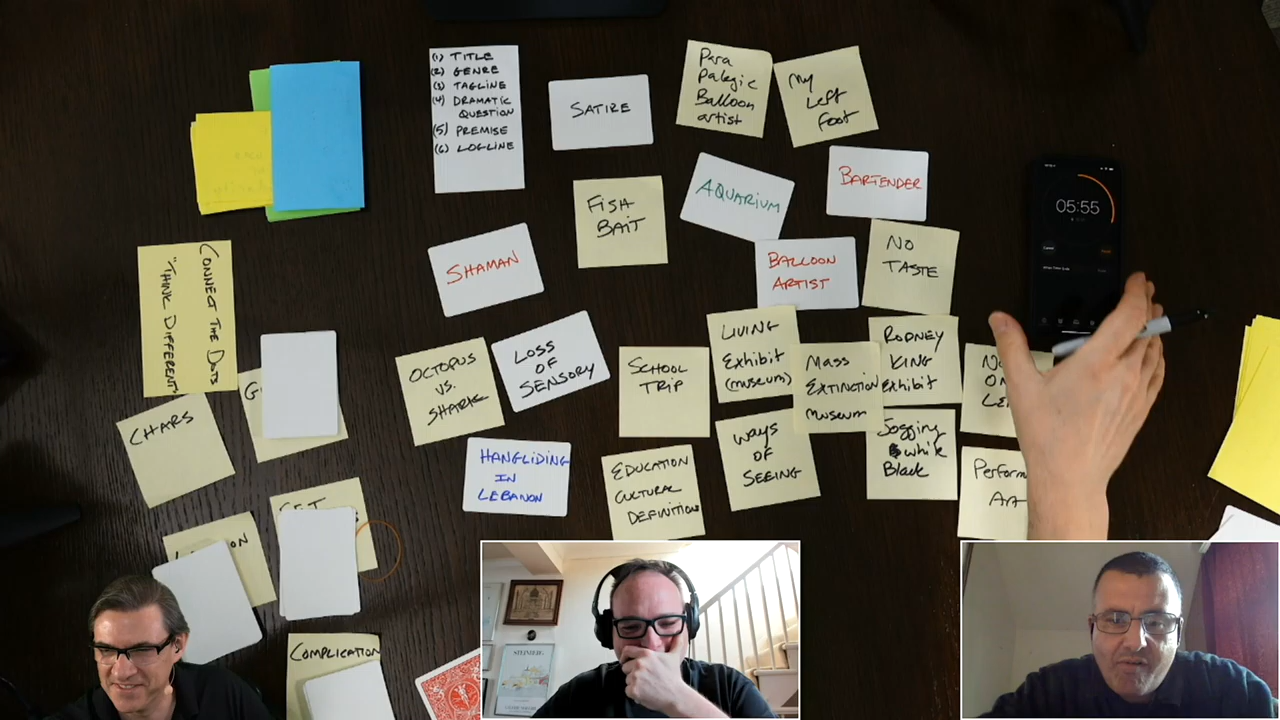 (1) TITLE
(2) GENRE
(3) TAGLINE
(4) DRAMATIC
QUESTION
(5) PREMISE
(6) LOGLINE
SATIRE
Para
Palegic
Balloon
artist
My
Left
foot
FISH
BAIT
AQUARIUM
BARTENDER
SHAMAN
BALLOON
ARTIST
NO
TASTE
05:55
CONNECT THE DOTS
"THINK DIFFERENT"
CHARS
G
OCTOPUS
VS.
SHARK
LOSS
OF
SENSORY
SCHOOL
TRIP
LIVING
Exhibit
(museum)
MASS
EXTINCTION
museum
RODNEY
KING
Exhibit
HANGLIDING
IN
LEBANON
EDUCATION
CULTURAL
DEFINITIONS
WAYS
OF
SEEING
Jogging
while
Black
Perform
Art
COMPLICATION
STEINBERG